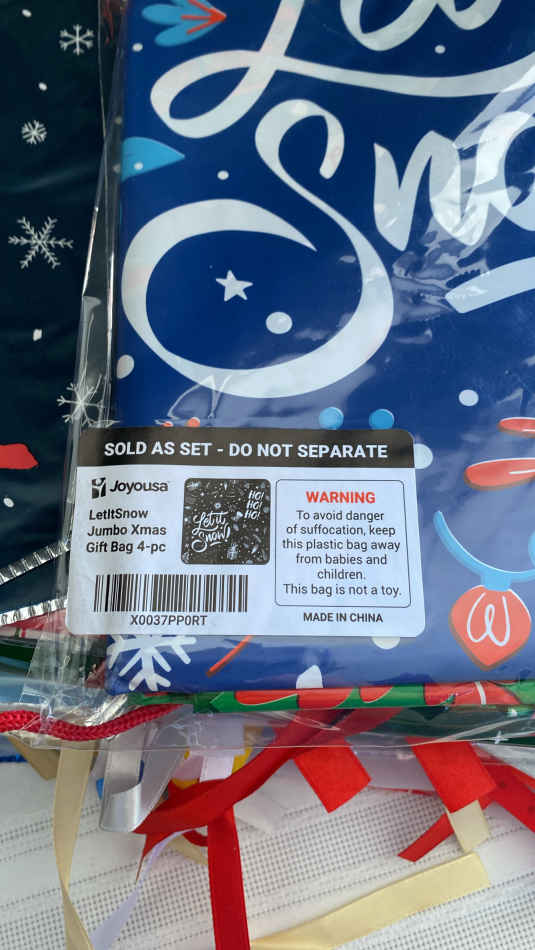 Let
Sno
SOLD AS SET - DO NOT SEPARATE
Joyousa
LetItSnow
Jumbo Xmas
Gift Bag 4-pc
HO!
HO!
HO!
Let it
Snow!
X0037PP0RT
WARNING
To avoid danger
of suffocation, keep
this plastic bag away
from babies and
children.
This bag is not a toy.
MADE IN CHINA